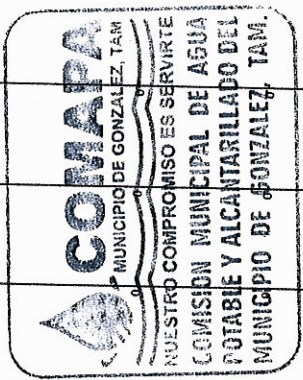 COMAPA
MUNICIPIO DE GONZALEZ, TAM
NUESTRO COMPROMISO ES SERVIRTE
COMISION MUNICIPAL DE AGUA
POTABLE Y ALCANTARILLADO DEL
MUNICIPIO DE GONZALEZ, TAM.